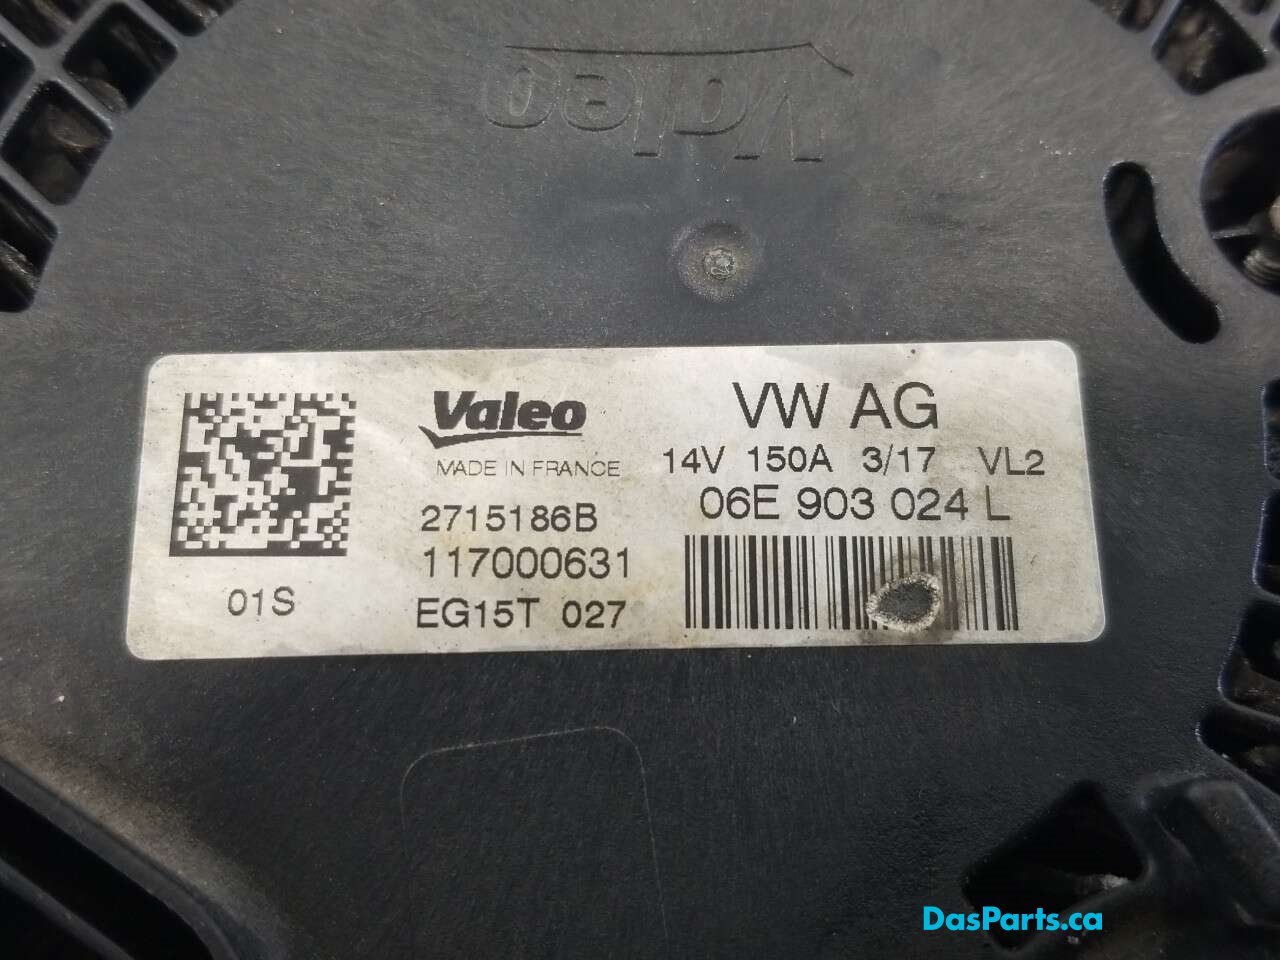 Valeo
Valeo
MADE IN FRANCE
2715186B
117000631
EG15T 027
01S
VW AG
14V 150A 3/17 VL2
06E 903 024 L
DasParts.ca